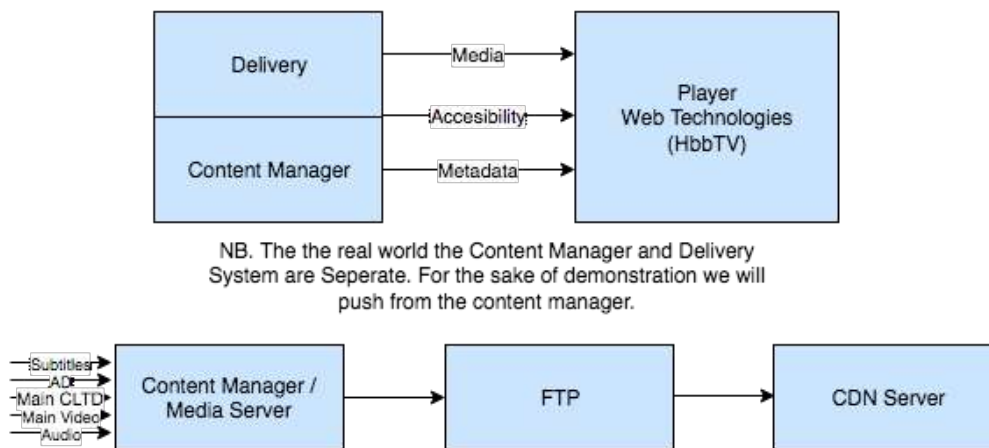 Delivery
Content Manager
Media
Accesibility
Metadata
Player
Web Technologies
(HbbTV)
NB. The the real world the Content Manager and Delivery
System are Seperate. For the sake of demonstration we will
push from the content manager.
Subtitles
AD
Main CLTD
Main Video
Audio
Content Manager /
Media Server
FTP
CDN Server